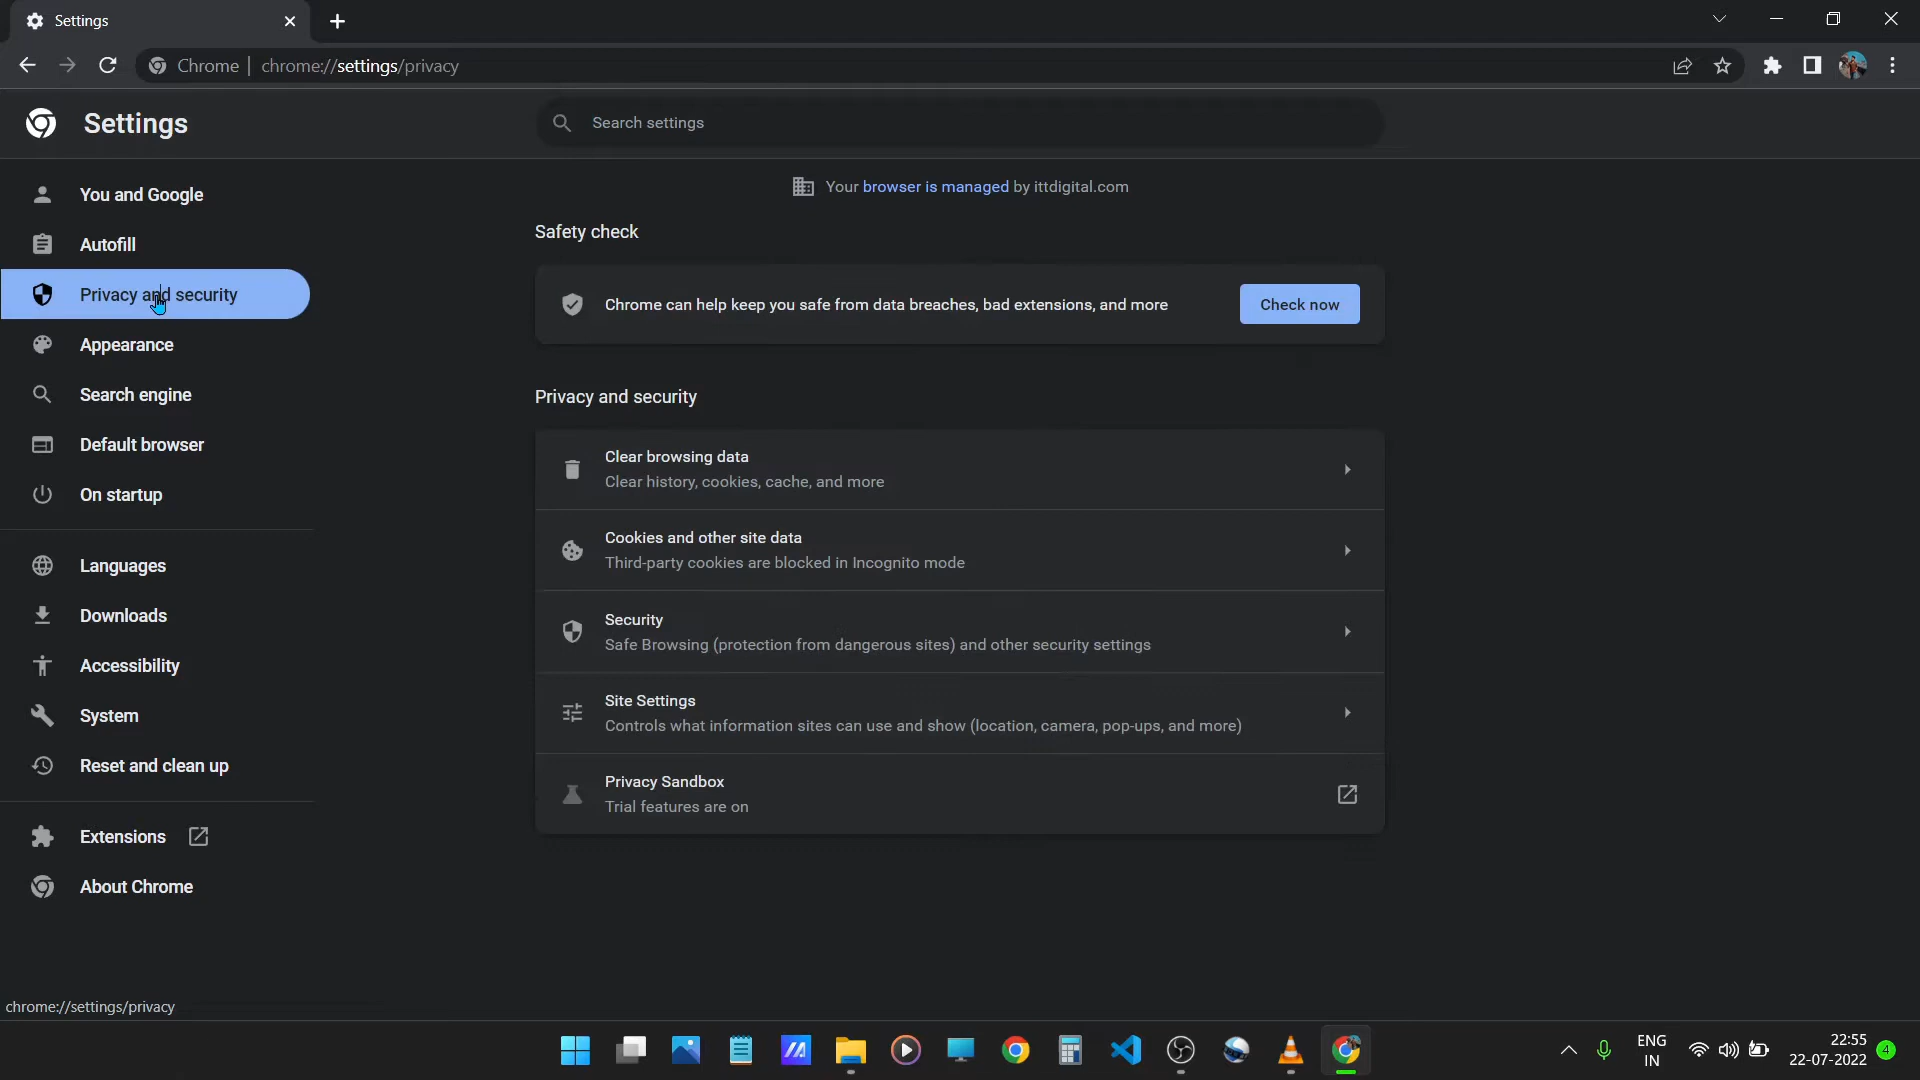 Settings
Chrome | chrome://settings/privacy
Settings
Search settings
You and Google
Autofill
Privacy and security
Appearance
Search engine
Default browser
On startup
Languages
Downloads
Accessibility
System
Reset and clean up
Extensions
About Chrome
Your browser is managed by ittdigital.com
Safety check
Chrome can help keep you safe from data breaches, bad extensions, and more
Check now
Privacy and security
Clear browsing data
Clear history, cookies, cache, and more
Cookies and other site data
Third-party cookies are blocked in Incognito mode
Security
Safe Browsing (protection from dangerous sites) and other security settings
Site Settings
Controls what information sites can use and show (location, camera, pop-ups, and more)
Privacy Sandbox
Trial features are on
chrome://settings/privacy
ENG
IN
22:55
22-07-2022
4